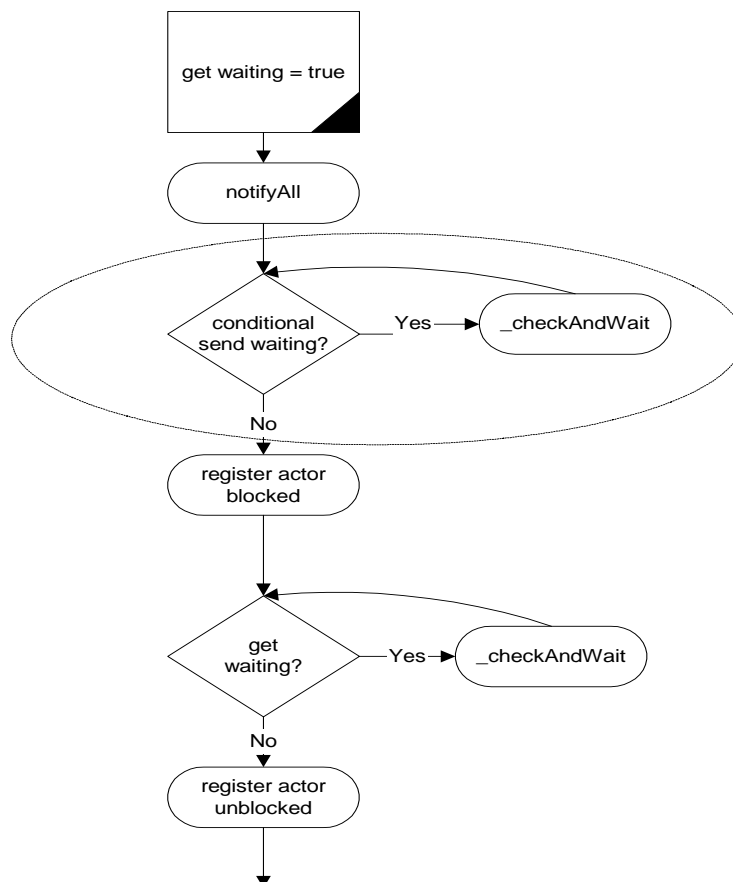 get waiting = true
notifyAll
conditional
send waiting?
Yes
_checkAndWait
No
register actor
blocked
get
waiting?
Yes
_checkAndWait
No
register actor
unblocked